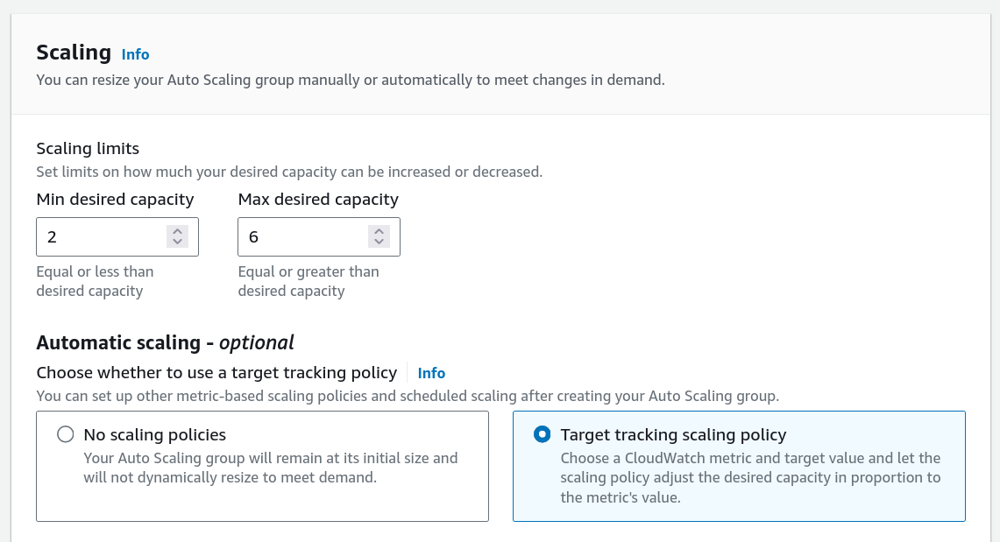 Scaling Info
You can resize your Auto Scaling group manually or automatically to meet changes in demand.
Scaling limits
Set limits on how much your desired capacity can be increased or decreased.
Min desired capacity
2
Equal or less than
desired capacity
Max desired capacity
6
Equal or greater than
desired capacity
Automatic scaling - optional
Choose whether to use a target tracking policy Info
You can set up other metric-based scaling policies and scheduled scaling after creating your Auto Scaling group.
No scaling policies
Your Auto Scaling group will remain at its initial size and
will not dynamically resize to meet demand.
Target tracking scaling policy
Choose a CloudWatch metric and target value and let the
scaling policy adjust the desired capacity in proportion to
the metric's value.